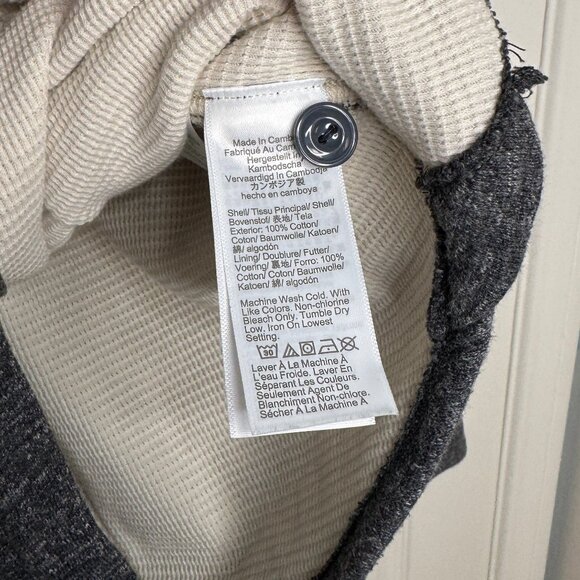 Made In
Fabriqué Au
Hergestellt
Kambodscha
Vervaardigd In Cambodja
カンボジア製
hecho en camboya
Shell/ Tissu Principal/ Shell/
Bovenstof/ 表地/ Tela
Exterior: 100% Cotton/
Coton/ Baumwolle/ Katoen/
綿/ algodón
Lining/ Doublure/ Futter/
Voering/ 裏地/ Forro: 100%
Cotton/ Coton/ Baumwolle/
Katoen/ 綿/ algodón
Machine Wash Cold. With
Like Colors. Non-chlorine
Bleach Only. Tumble Dry
Low. Iron On Lowest
Setting.
Laver À La Machine À
L'eau Froide. Laver En
Séparant Les Couleurs.
Seulement Agent De
Blanchiment Non-chlore.
Sécher À La Machine À